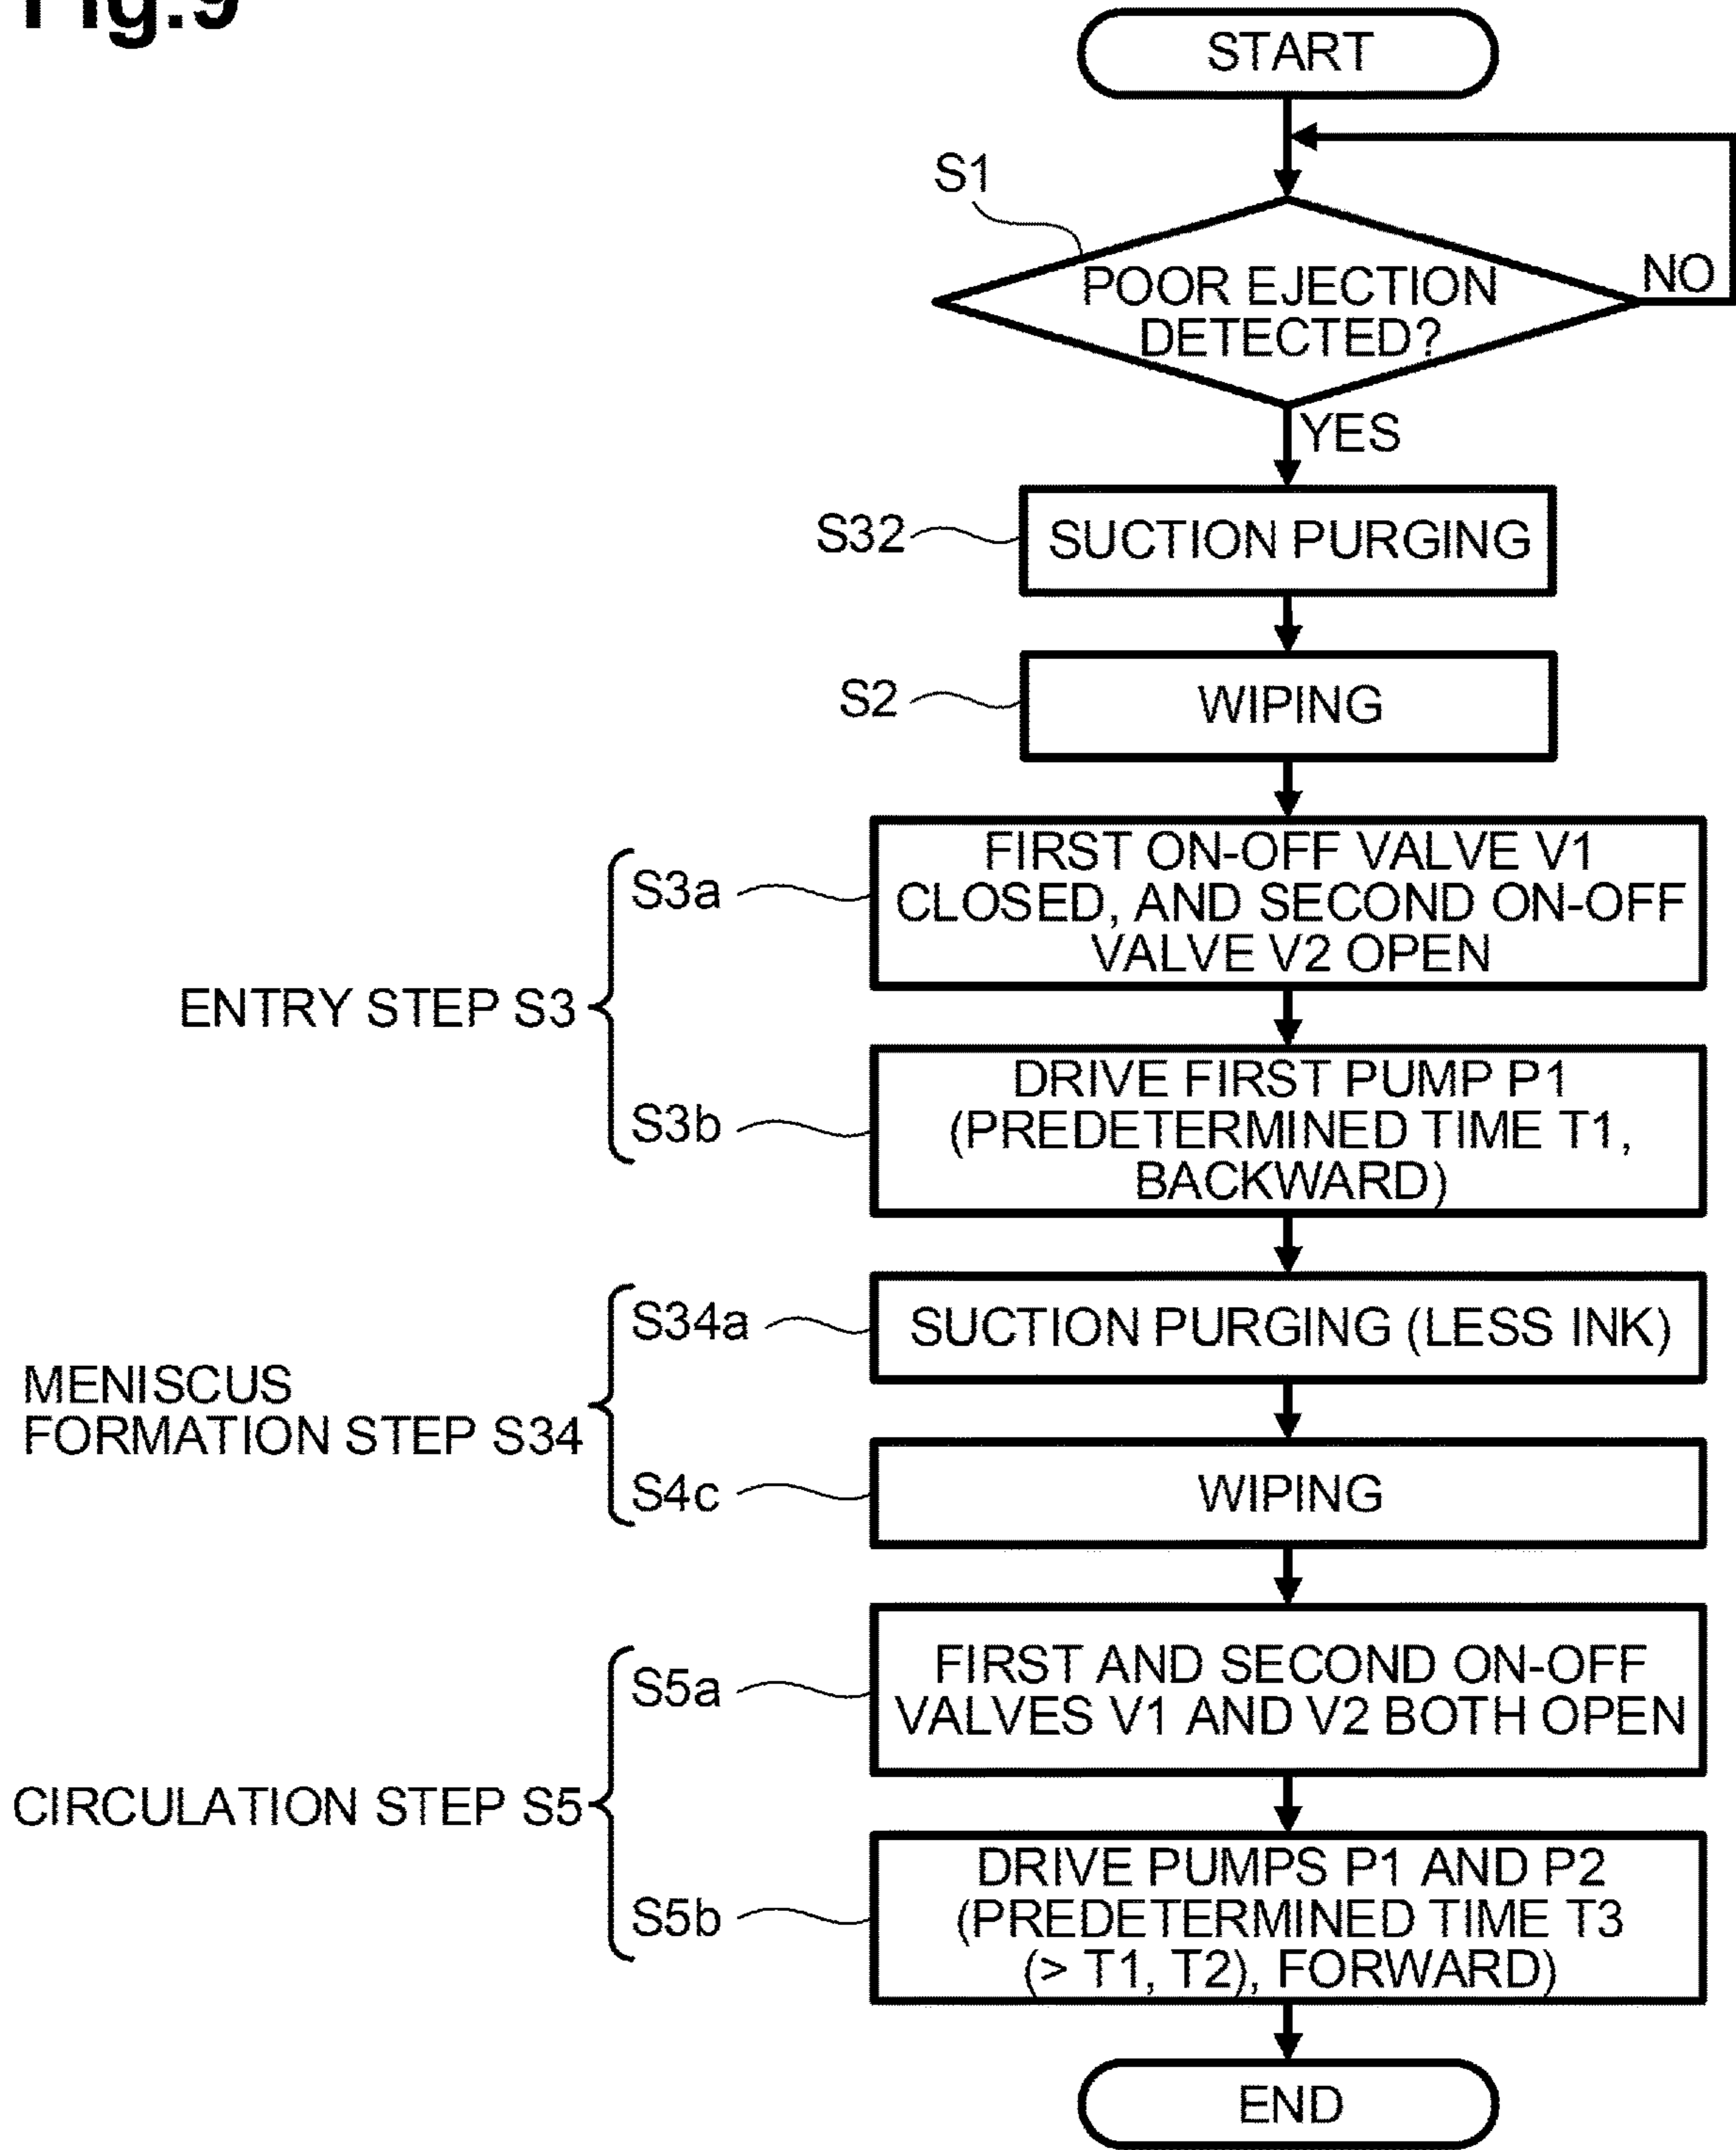 Fig.9
START
S1
POOR EJECTION
DETECTED?
NO
YES
S32
SUCTION PURGING
S2
WIPING
ENTRY STEP S3
S3a
FIRST ON-OFF VALVE V1
CLOSED, AND SECOND ON-OFF
VALVE V2 OPEN
S3b
DRIVE FIRST PUMP P1
(PREDETERMINED TIME T1,
BACKWARD)
MENISCUS
FORMATION STEP S34
S34a
SUCTION PURGING (LESS INK)
S4c
WIPING
CIRCULATION STEP S5
S5a
FIRST AND SECOND ON-OFF
VALVES V1 AND V2 BOTH OPEN
S5b
DRIVE PUMPS P1 AND P2
(PREDETERMINED TIME T3
(> T1, T2), FORWARD)
END